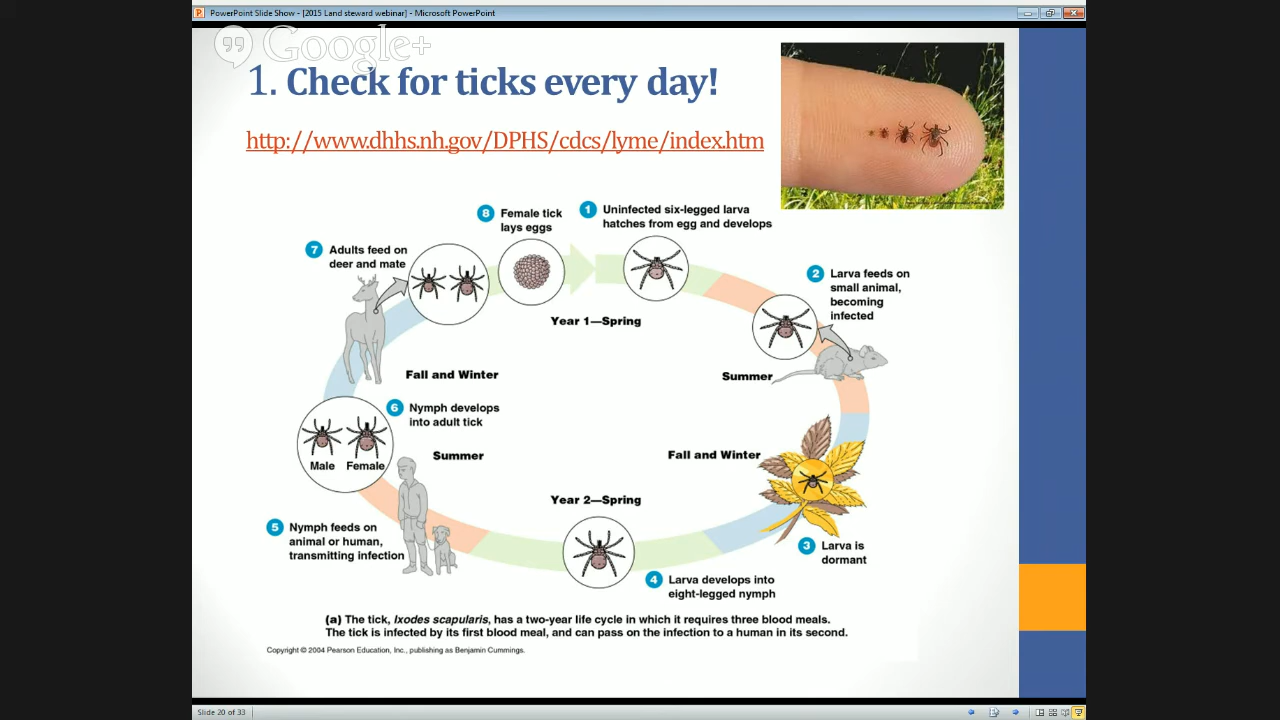 PowerPoint Slide Show - [2015 Land steward webinar] - Microsoft PowerPoint
Google+
1. Check for ticks every day!
http://www.dhhs.nh.gov/DPHS/cdcs/lyme/index.htm
8 Female tick
lays eggs
1 Uninfected six-legged larva
hatches from egg and develops
7 Adults feed on
deer and mate
2 Larva feeds on
small animal,
becoming
infected
Year 1—Spring
Fall and Winter
Summer
6 Nymph develops
into adult tick
Male Female
Summer
Fall and Winter
Year 2—Spring
5 Nymph feeds on
animal or human,
transmitting infection
3 Larva is
dormant
4 Larva develops into
eight-legged nymph
(a) The tick, Ixodes scapularis, has a two-year life cycle in which it requires three blood meals.
The tick is infected by its first blood meal, and can pass on the infection to a human in its second.
Copyright © 2004 Pearson Education, Inc., publishing as Benjamin Cummings.
Slide 20 of 33